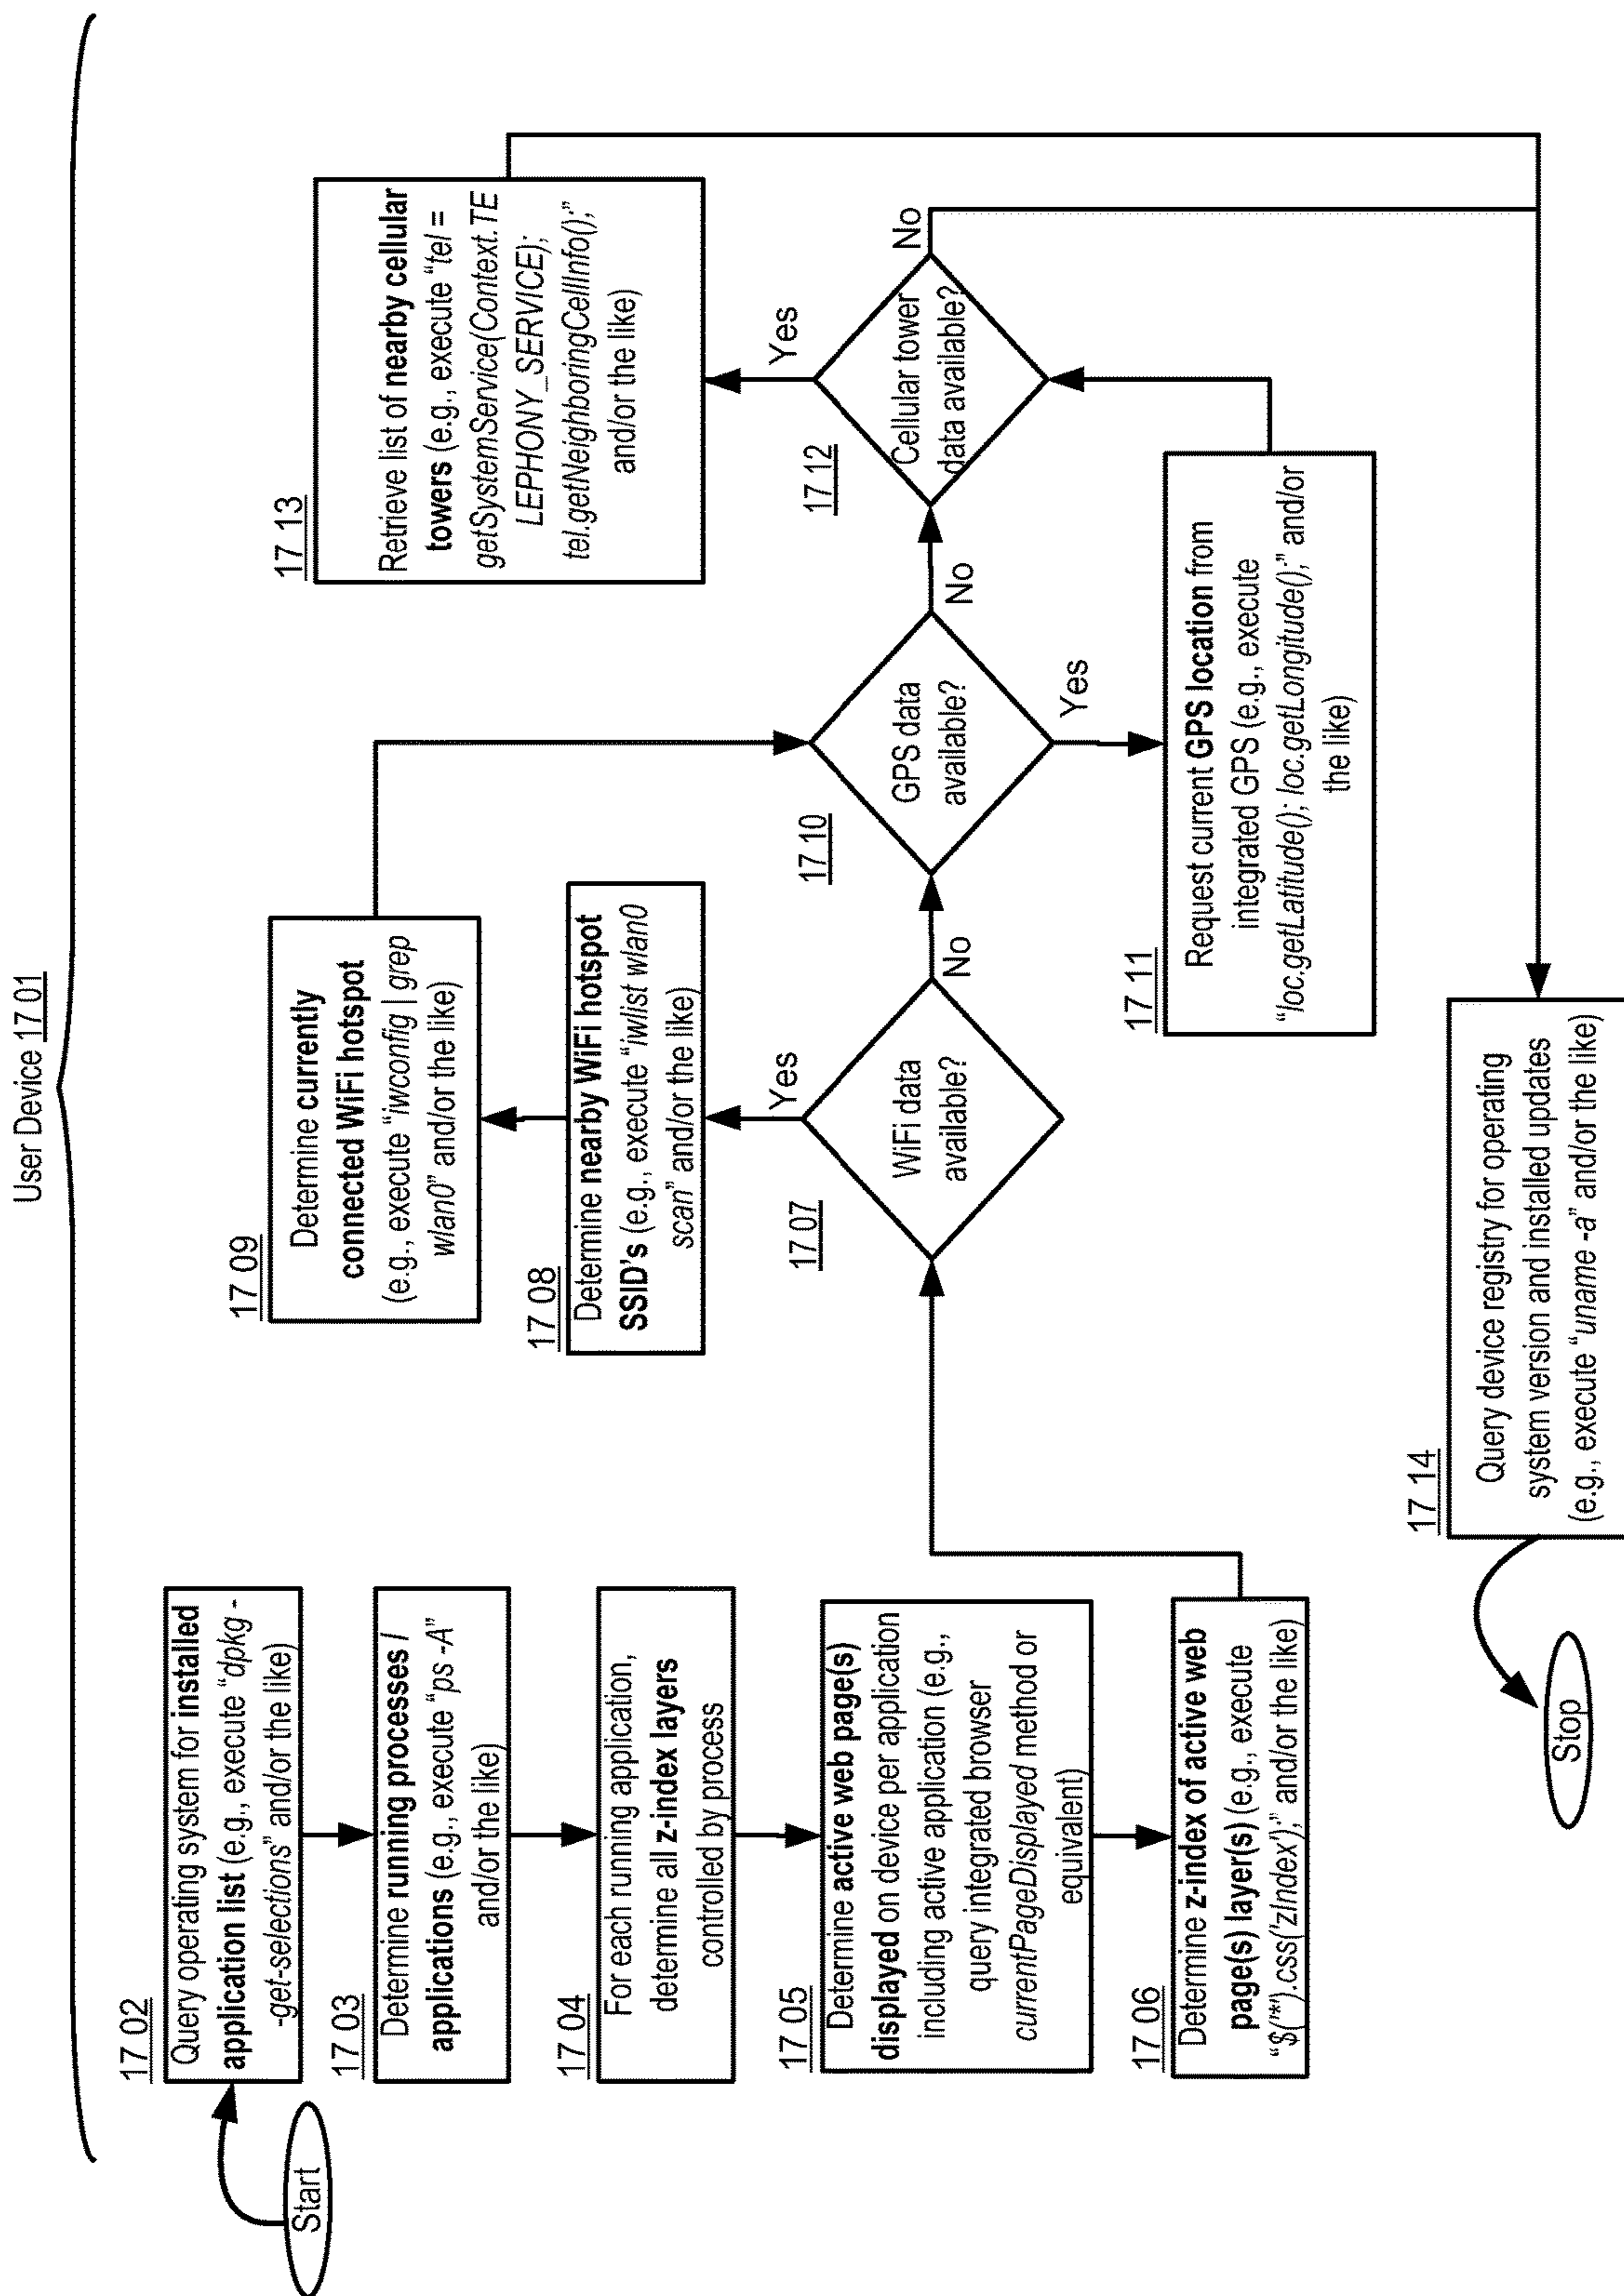 User Device 17 01
Start
17 02
Query operating system for installed
application list (e.g., execute “dpkg -
-get-selections” and/or the like)
17 03
Determine running processes /
applications (e.g., execute “ps -A”
and/or the like)
17 04
For each running application,
determine all z-index layers
controlled by process
17 05
Determine active web page(s)
displayed on device per application
including active application (e.g.,
query integrated browser
currentPageDisplayed method or
equivalent)
17 06
Determine z-index of active web
page(s) layer(s) (e.g., execute
“$("*").css('zIndex');” and/or the like)
17 07
WiFi data
available?
Yes
No
17 08
Determine nearby WiFi hotspot
SSID's (e.g., execute “iwlist wlan0
scan” and/or the like)
17 09
Determine currently
connected WiFi hotspot
(e.g., execute “iwconfig | grep
wlan0” and/or the like)
17 10
GPS data
available?
Yes
No
17 11
Request current GPS location from
integrated GPS (e.g., execute
“loc.getLatitude(); loc.getLongitude();” and/or
the like)
17 12
Cellular tower
data available?
Yes
No
17 13
Retrieve list of nearby cellular
towers (e.g., execute “tel =
getSystemService(Context.TE
LEPHONY_SERVICE);
tel.getNeighboringCellInfo();”
and/or the like)
17 14
Query device registry for operating
system version and installed updates
(e.g., execute “uname -a” and/or the like)
Stop